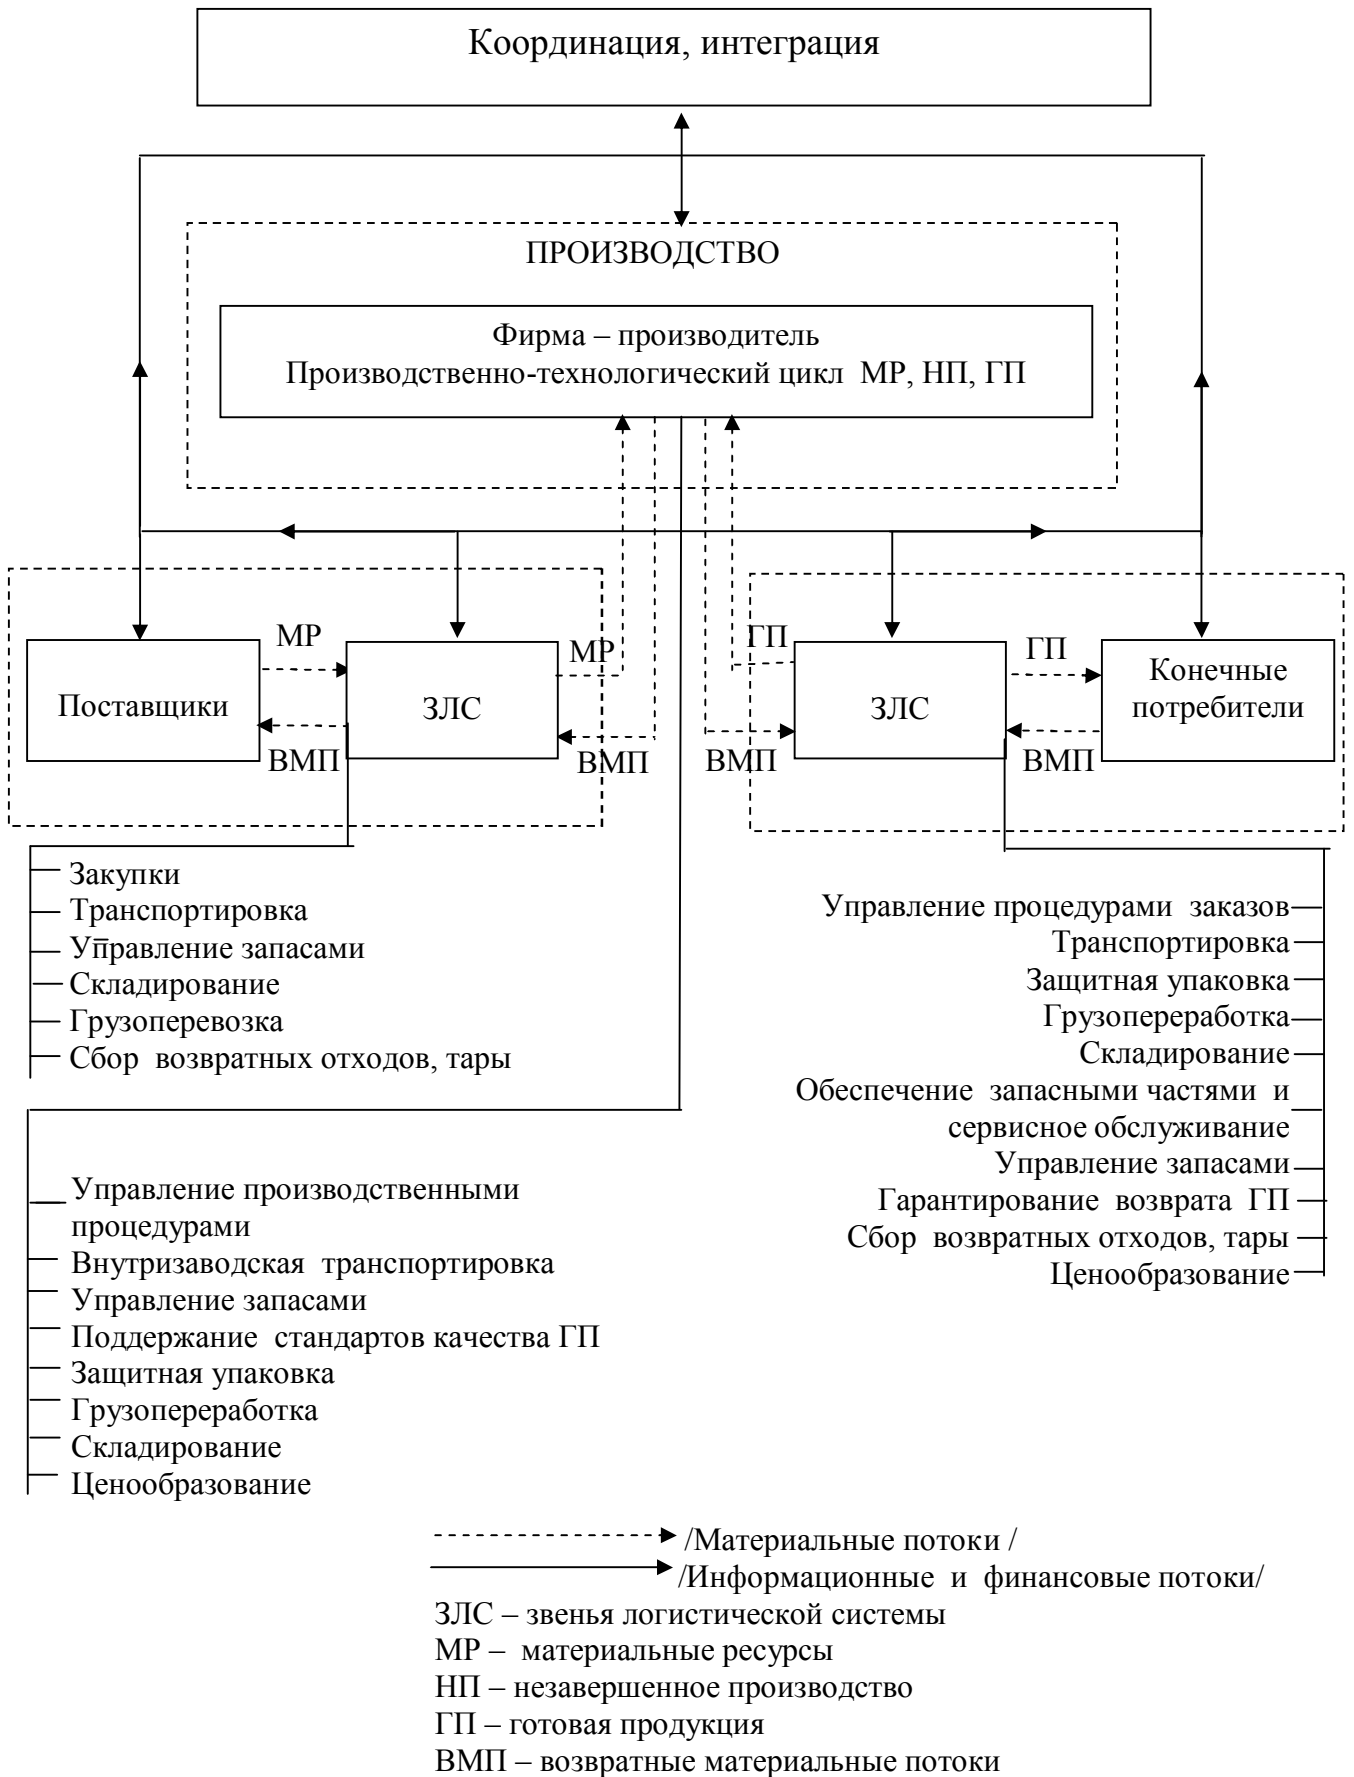 Координация, интеграция
ПРОИЗВОДСТВО
Фирма – производитель
Производственно-технологический цикл МР, НП, ГП
Поставщики
МР
ВМП
ЗЛС
МР
ВМП
ГП
ВМП
ЗЛС
ГП
ВМП
Конечные
потребители
Закупки
Транспортировка
Управление запасами
Складирование
Грузоперевозка
Сбор возвратных отходов, тары
Управление процедурами заказов
Транспортировка
Защитная упаковка
Грузопереработка
Складирование
Обеспечение запасными частями и
сервисное обслуживание
Управление запасами
Гарантирование возврата ГП
Сбор возвратных отходов, тары
Ценообразование
Управление производственными
процедурами
Внутризаводская транспортировка
Управление запасами
Поддержание стандартов качества ГП
Защитная упаковка
Грузопереработка
Складирование
Ценообразование
/Материальные потоки /
/Информационные и финансовые потоки/
ЗЛС – звенья логистической системы
МР – материальные ресурсы
НП – незавершенное производство
ГП – готовая продукция
ВМП – возвратные материальные потоки